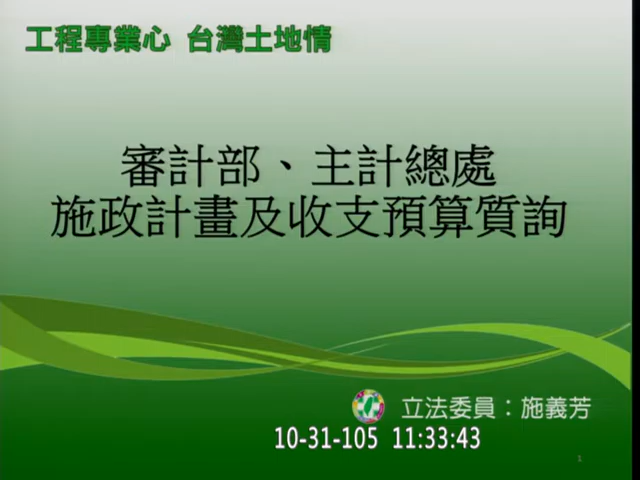 工程專業心 台灣土地情
審計部、主計總處
施政計畫及收支預算質詢
立法委員：施義芳
10-31-105 11:33:43
1